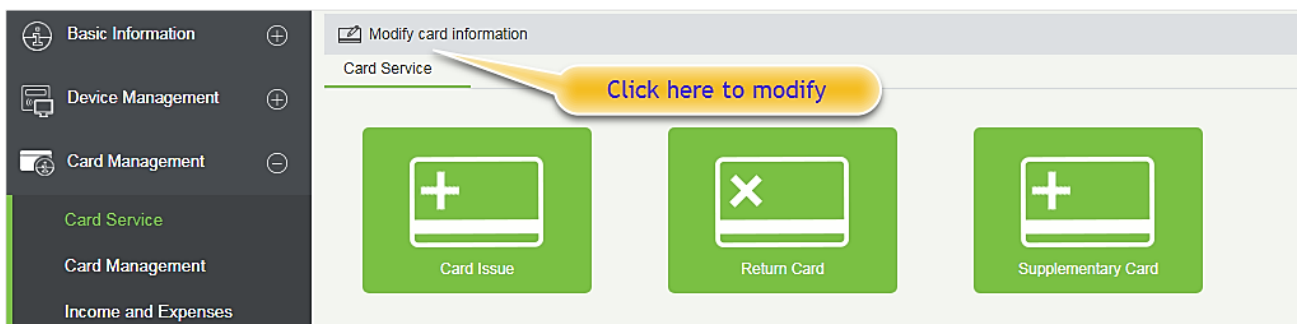 Basic Information
Device Management
Card Management
Card Service
Card Management
Income and Expenses
Modify card information
Card Service
Click here to modify
Card Issue
Return Card
Supplementary Card